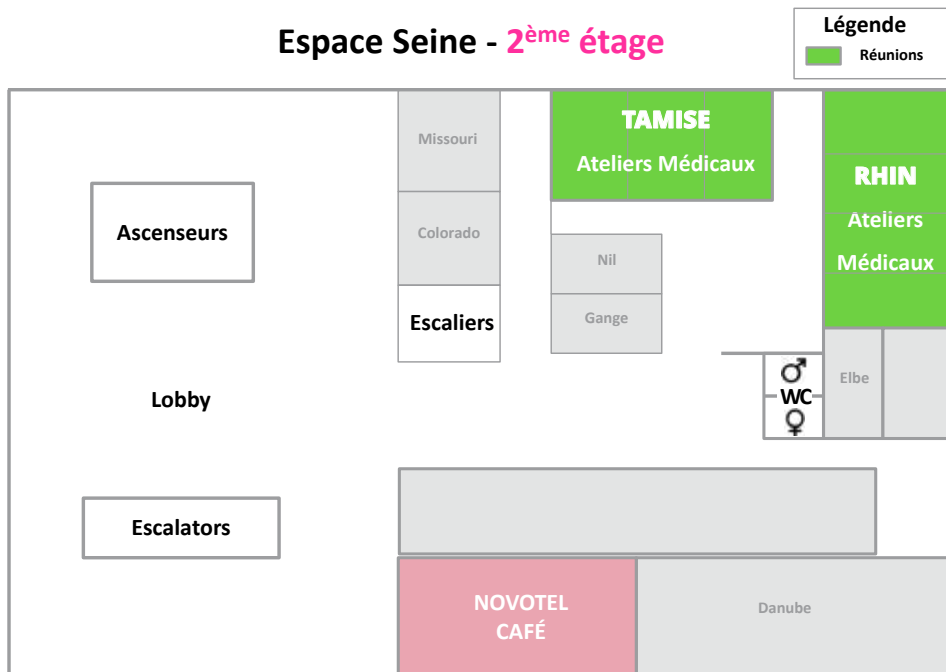 Espace Seine - 2ème étage
Légende
Réunions
Missouri
TAMISE
Ateliers Médicaux
RHIN
Ateliers
Médicaux
Ascenseurs
Colorado
Nil
Escaliers
Gange
WC
Elbe
Lobby
Escalators
NOVOTEL
CAFÉ
Danube